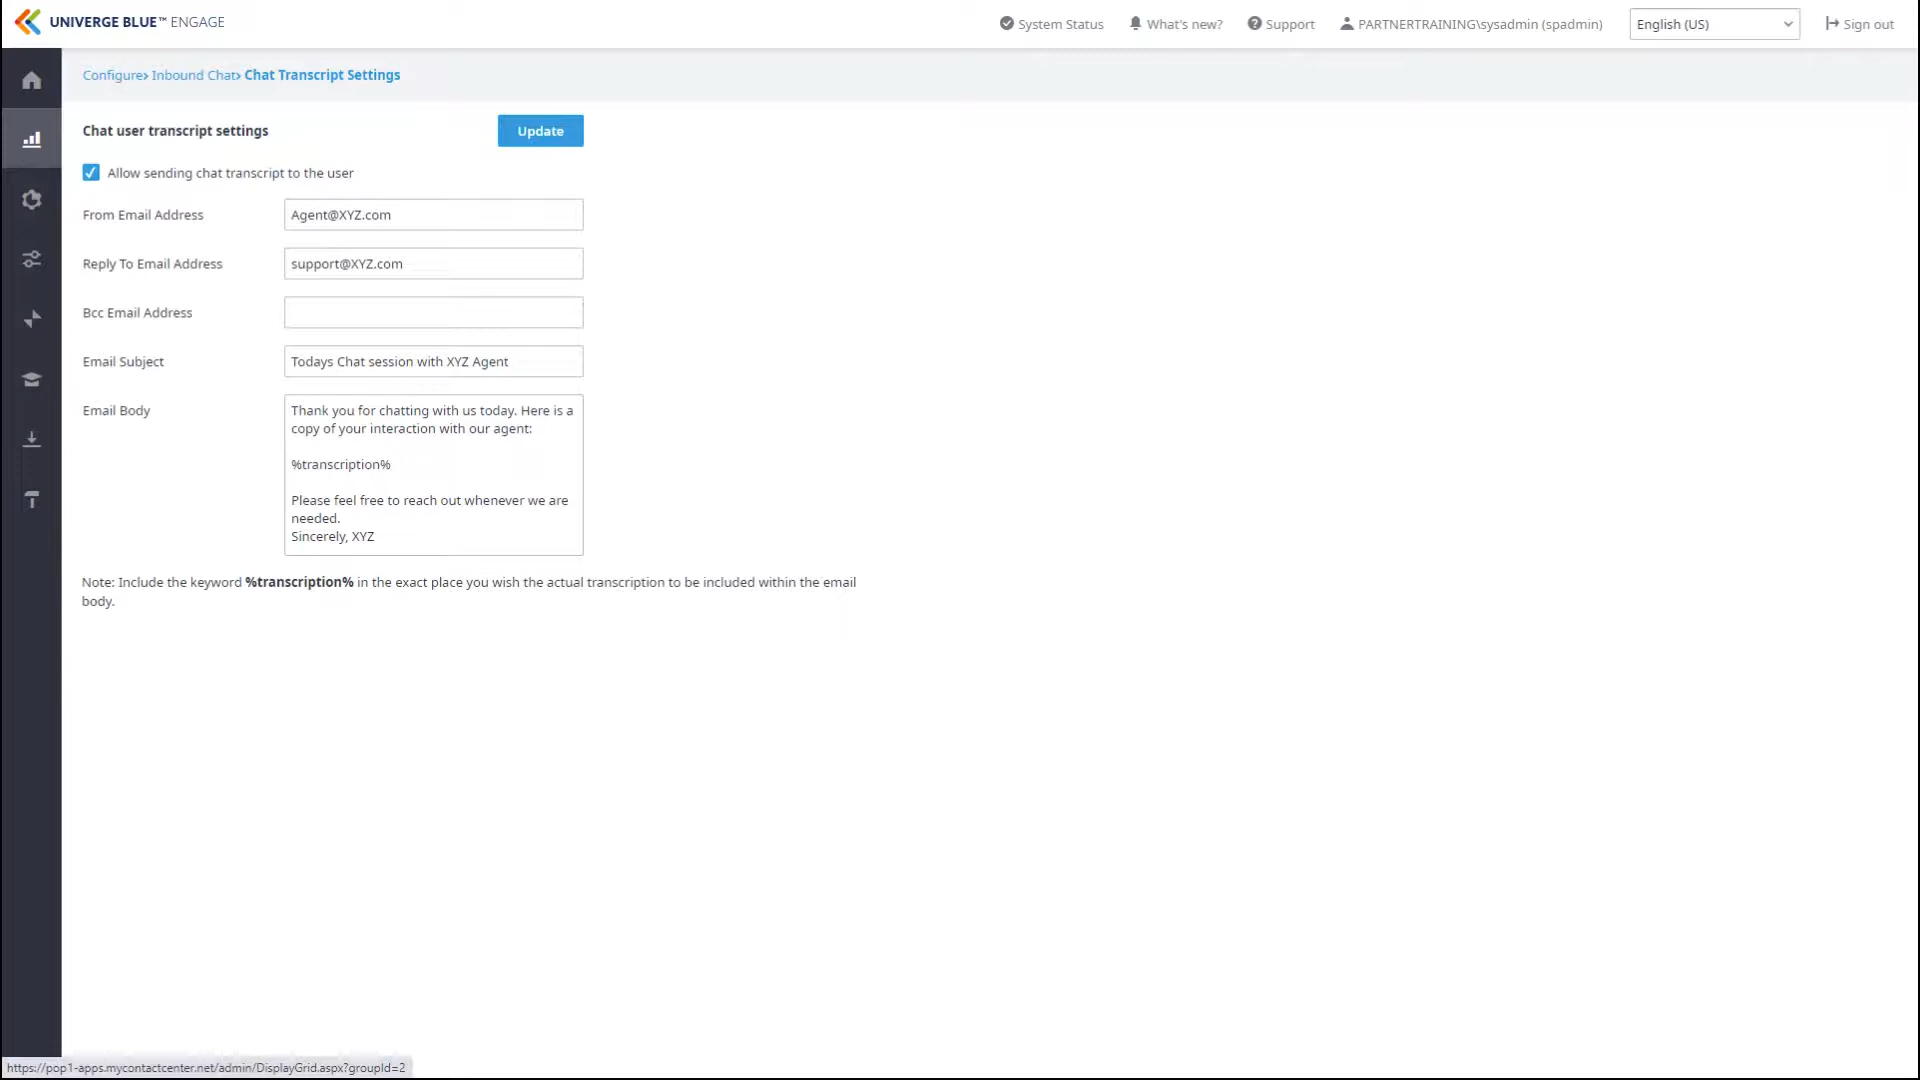 UNIVERGE BLUE™ ENGAGE
System Status
What's new?
Support
PARTNERTRAINING\sysadmin (spadmin)
English (US)
Sign out
Configure› Inbound Chat› Chat Transcript Settings
Chat user transcript settings
Update
Allow sending chat transcript to the user
From Email Address
Agent@XYZ.com
Reply To Email Address
support@XYZ.com
Bcc Email Address
Email Subject
Todays Chat session with XYZ Agent
Email Body
Thank you for chatting with us today. Here is a
copy of your interaction with our agent:
%transcription%
Please feel free to reach out whenever we are
needed.
Sincerely, XYZ
Note: Include the keyword %transcription% in the exact place you wish the actual transcription to be included within the email
body.
https://pop1-apps.mycontactcenter.net/admin/DisplayGrid.aspx?groupId=2